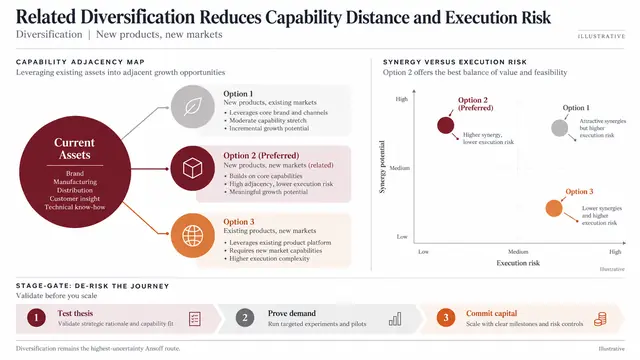 Related Diversification Reduces Capability Distance and Execution Risk
Diversification | New products, new markets
ILLUSTRATIVE
CAPABILITY ADJACENCY MAP
Leveraging existing assets into adjacent growth opportunities
Current
Assets
Brand
Manufacturing
Distribution
Customer insight
Technical know-how
Option 1
New products, existing markets
• Leverages core brand and channels
• Moderate capability stretch
• Incremental growth potential
Option 2 (Preferred)
New products, new markets (related)
• Builds on core capabilities
• High adjacency, lower execution risk
• Meaningful growth potential
Option 3
Existing products, new markets
• Leverages existing product platform
• Requires new market capabilities
• Higher execution complexity
SYNERGY VERSUS EXECUTION RISK
Option 2 offers the best balance of value and feasibility
Synergy potential
High
Medium
Low
Option 2
(Preferred)
Higher synergy,
lower execution risk
Option 1
Attractive synergies
but higher
execution risk
Option 3
Lower synergies
and higher
execution risk
Low
Medium
High
Execution risk
Illustrative
STAGE-GATE: DE-RISK THE JOURNEY
Validate before you scale
1
Test thesis
Validate strategic rationale and capability fit
2
Prove demand
Run targeted experiments and pilots
3
Commit capital
Scale with clear milestones and risk controls
Diversification remains the highest-uncertainty Ansoff route.
Illustrative